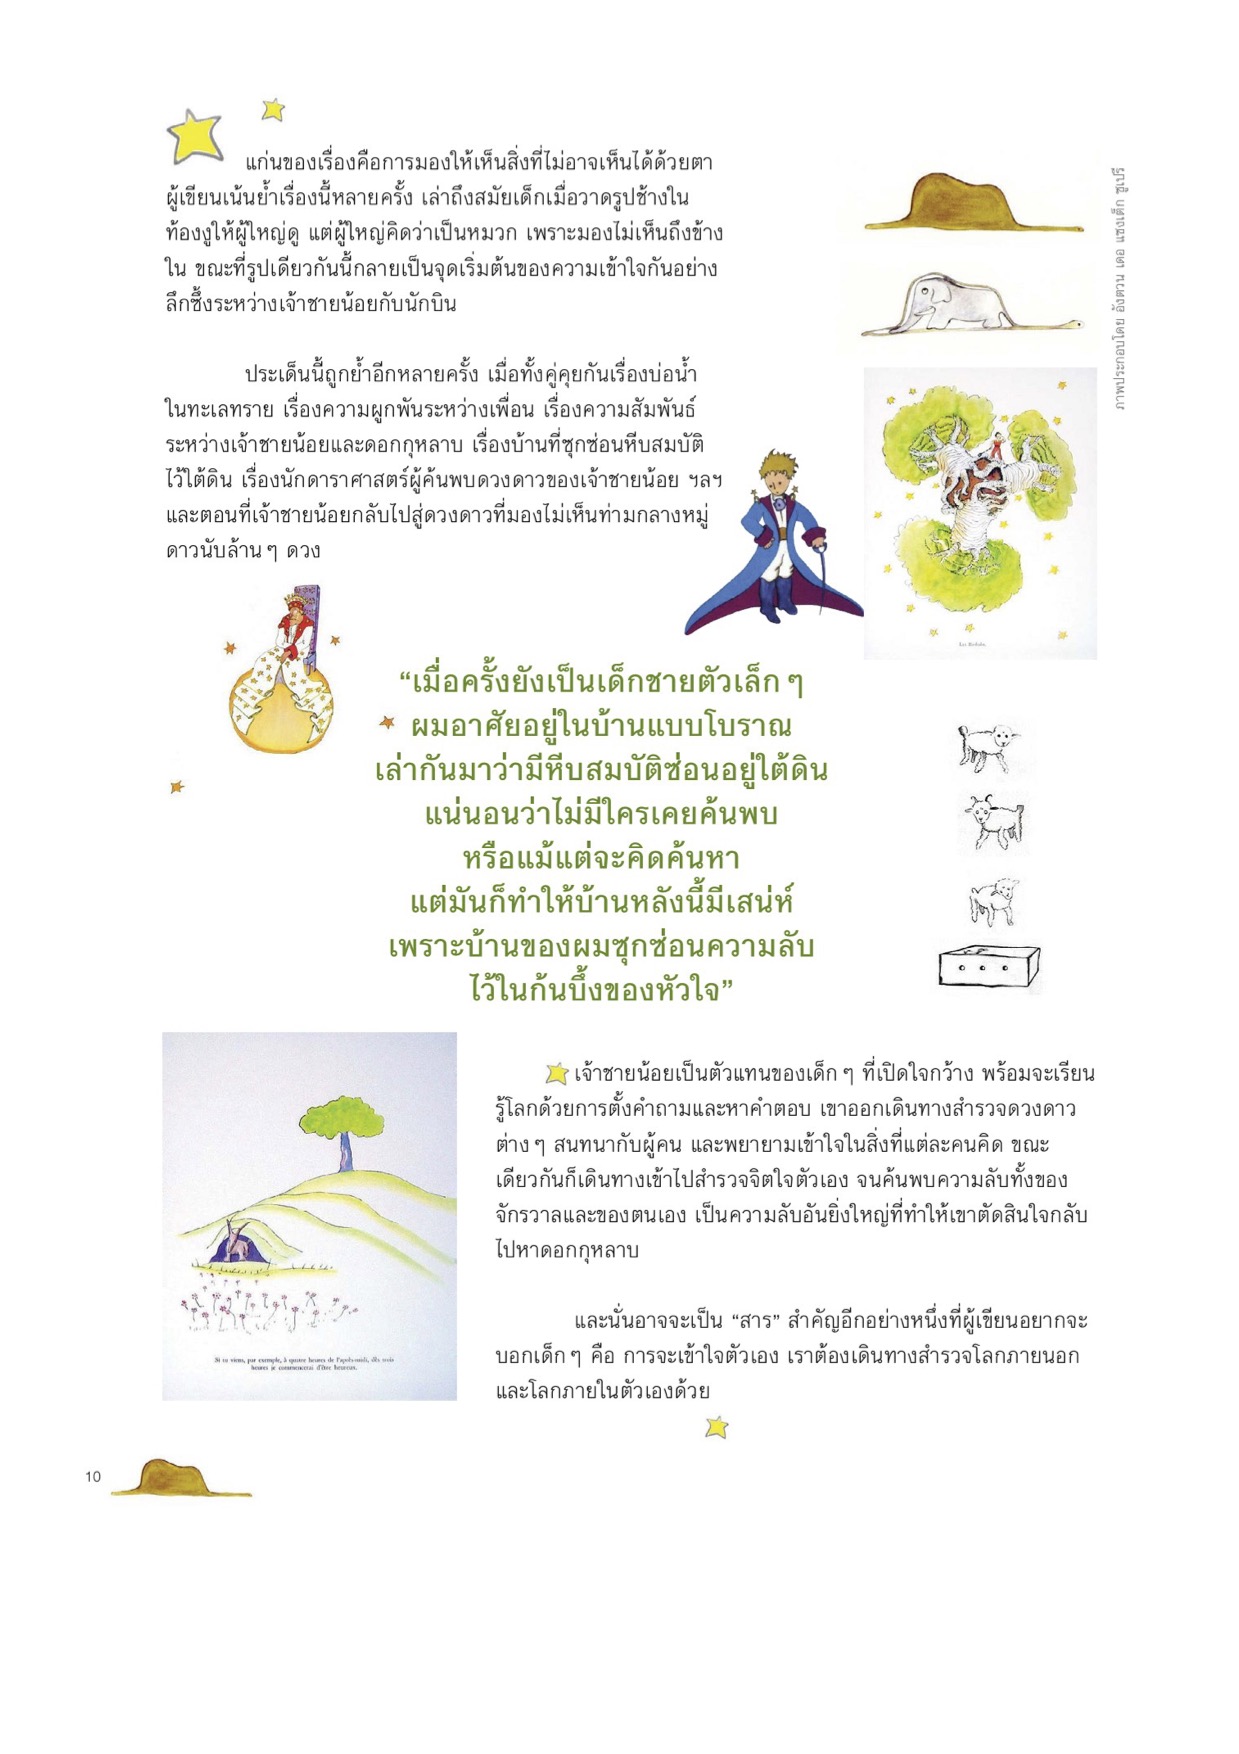 แก่นของเรื่องคือการมองให้เห็นสิ่งที่ไม่อาจเห็นได้ด้วยตา
ผู้เขียนเน้นย้ำเรื่องนี้หลายครั้ง เล่าถึงสมัยเด็กเมื่อวาดรูปช้างใน
ท้องงูให้ผู้ใหญ่ดู แต่ผู้ใหญ่คิดว่าเป็นหมวก เพราะมองไม่เห็นถึงข้าง
ใน ขณะที่รูปเดียวกันนี้กลายเป็นจุดเริ่มต้นของความเข้าใจกันอย่าง
ลึกซึ้งระหว่างเจ้าชายน้อยกับนักบิน
ประเด็นนี้ถูกย้ำอีกหลายครั้ง เมื่อทั้งคู่คุยกันเรื่องบ่อน้ำ
ในทะเลทราย เรื่องความผูกพันระหว่างเพื่อน เรื่องความสัมพันธ์
ระหว่างเจ้าชายน้อยและดอกกุหลาบ เรื่องบ้านที่ซุกซ่อนหีบสมบัติ
ไว้ใต้ดิน เรื่องนักดาราศาสตร์ผู้ค้นพบดวงดาวของเจ้าชายน้อย ฯลฯ
และตอนที่เจ้าชายน้อยกลับไปสู่ดวงดาวที่มองไม่เห็นท่ามกลางหมู่
ดาวนับล้าน ๆ ดวง
ภาพประกอบโดย อังตวน เดอ แซงเต็ก ซูเปรี
“เมื่อครั้งยังเป็นเด็กชายตัวเล็ก ๆ
ผมอาศัยอยู่ในบ้านแบบโบราณ
เล่ากันมาว่ามีหีบสมบัติซ่อนอยู่ใต้ดิน
แน่นอนว่าไม่มีใครเคยค้นพบ
หรือแม้แต่จะคิดค้นหา
แต่มันก็ทำให้บ้านหลังนี้มีเสน่ห์
เพราะบ้านของผมซุกซ่อนความลับ
ไว้ในก้นบึ้งของหัวใจ”
เจ้าชายน้อยเป็นตัวแทนของเด็ก ๆ ที่เปิดใจกว้าง พร้อมจะเรียน
รู้โลกด้วยการตั้งคำถามและหาคำตอบ เขาออกเดินทางสำรวจดวงดาว
ต่าง ๆ สนทนากับผู้คน และพยายามเข้าใจในสิ่งที่แต่ละคนคิด ขณะ
เดียวกันก็เดินทางเข้าไปสำรวจจิตใจตัวเอง จนค้นพบความลับทั้งของ
จักรวาลและของตนเอง เป็นความลับอันยิ่งใหญ่ที่ทำให้เขาตัดสินใจกลับ
ไปหาดอกกุหลาบ
และนั่นอาจจะเป็น “สาร” สำคัญอีกอย่างหนึ่งที่ผู้เขียนอยากจะ
บอกเด็ก ๆ คือ การจะเข้าใจตัวเอง เราต้องเดินทางสำรวจโลกภายนอก
และโลกภายในตัวเองด้วย
Si tu viens, par exemple, à quatre heures de l'après-midi, dès trois
heures je commencerai d'être heureux.
10